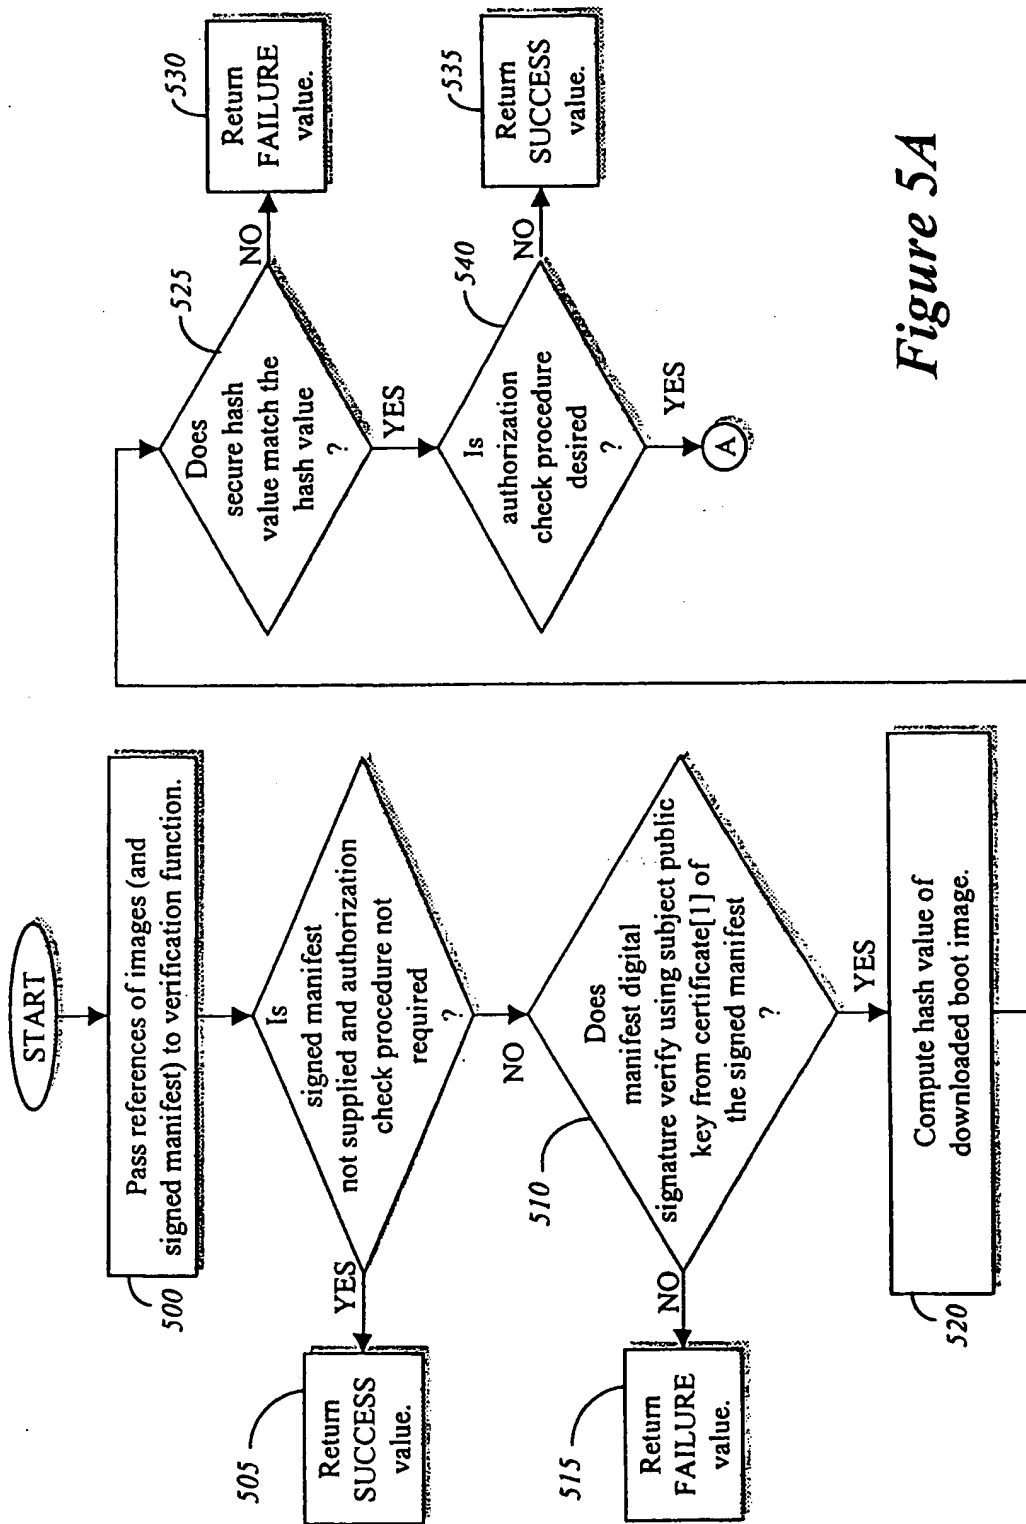 START
Pass references of images (and
signed manifest) to verification function.
500
Is
signed manifest
not supplied and authorization
check procedure not
required
?
YES
NO
505
Return
SUCCESS
value.
510
Does
manifest digital
signature verify using subject public
key from certificate[1] of
the signed manifest
?
NO
YES
515
Return
FAILURE
value.
Compute hash value of
downloaded boot image.
520
525
Does
secure hash
value match the
hash value
?
NO
YES
530
Return
FAILURE
value.
540
Is
authorization
check procedure
desired
?
NO
YES
535
Return
SUCCESS
value.
A
Figure 5A